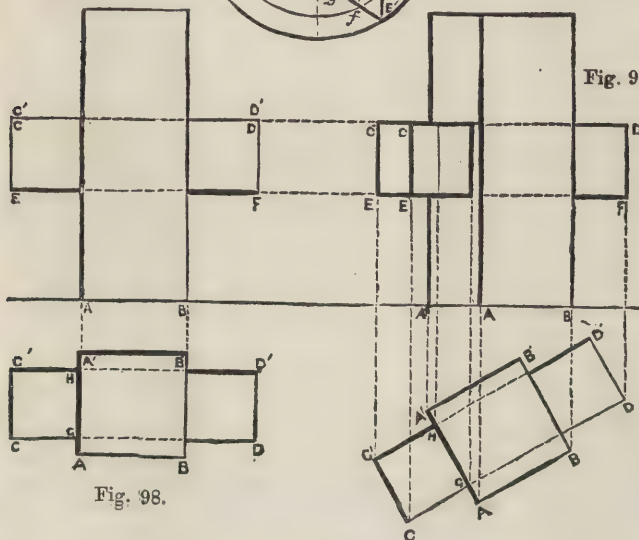 f E
Fig. 9
C' D'
C D C' C D
E F E E F
A B A' A B
C' A' B' D' D'
H B' D
A' H
C' B
C G D G
A B A
C
Fig. 98.